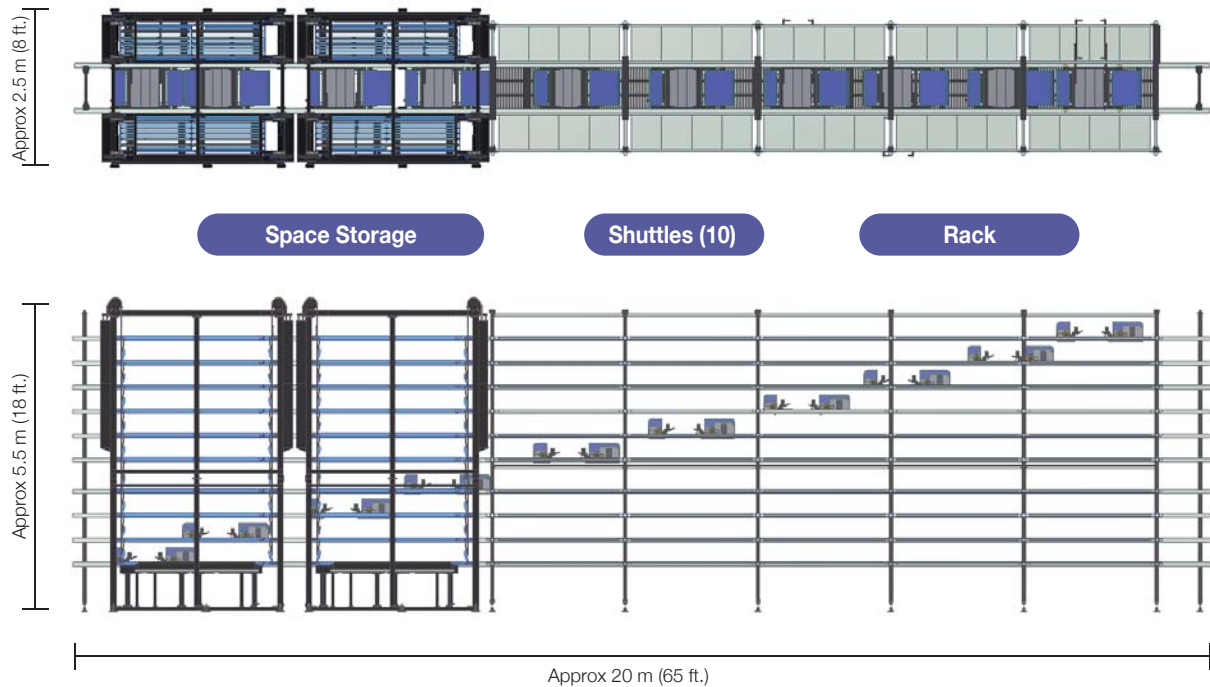 Approx 2.5 m (8 ft.)
Space Storage
Shuttles (10)
Rack
Approx 5.5 m (18 ft.)
Approx 20 m (65 ft.)